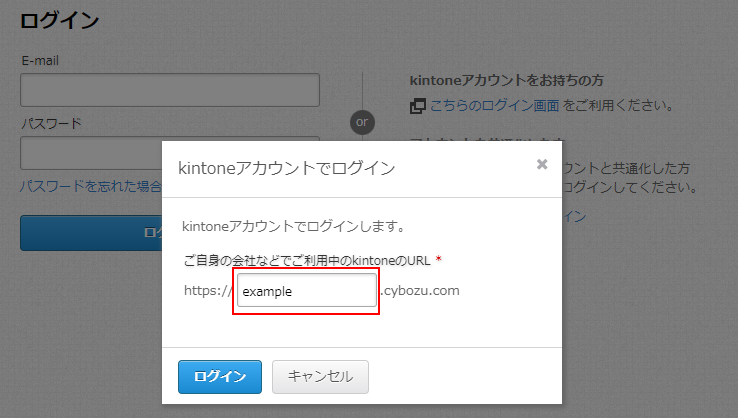 ログイン
E-mail
パスワード
パスワードを忘れた場合
or
kintoneアカウントをお持ちの方
こちらのログイン画面 をご利用ください。
ウントと共通化した方
ログインしてください。
イン
kintoneアカウントでログイン
×
kintoneアカウントでログインします。
ご自身の会社などでご利用中のkintoneのURL *
https:// example .cybozu.com
ログイン
キャンセル